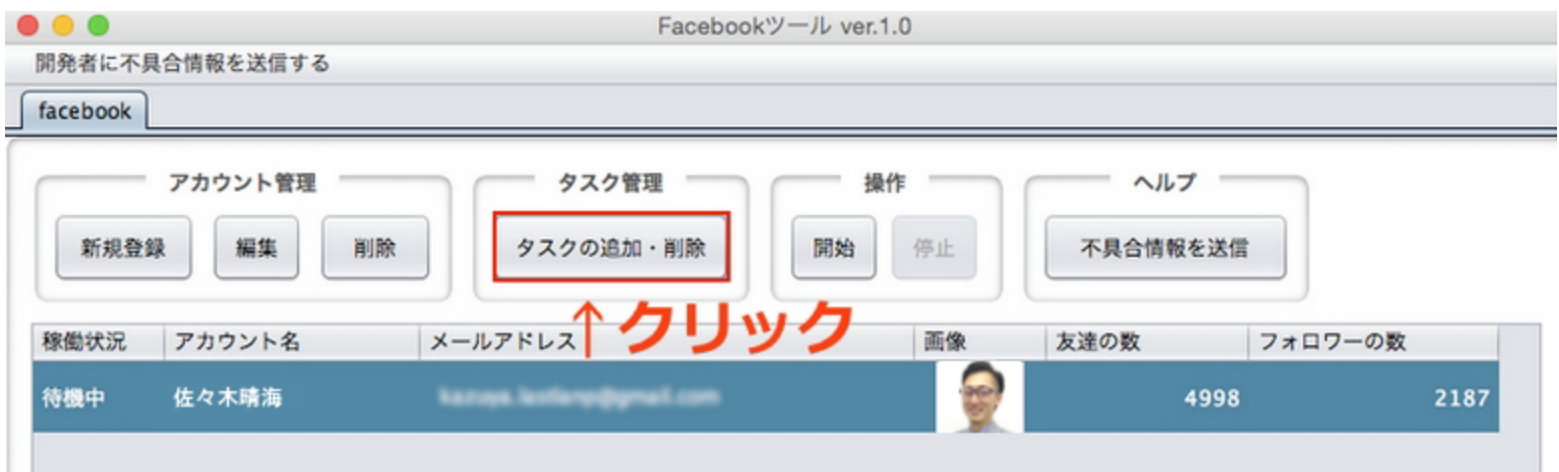 Facebookツール ver.1.0
開発者に不具合情報を送信する
facebook
アカウント管理 タスク管理 操作 ヘルプ
新規登録 編集 削除 タスクの追加・削除 開始 停止 不具合情報を送信
↑クリック
稼働状況 アカウント名 メールアドレス 画像 友達の数 フォロワーの数
待機中 佐々木晴海 4998 2187